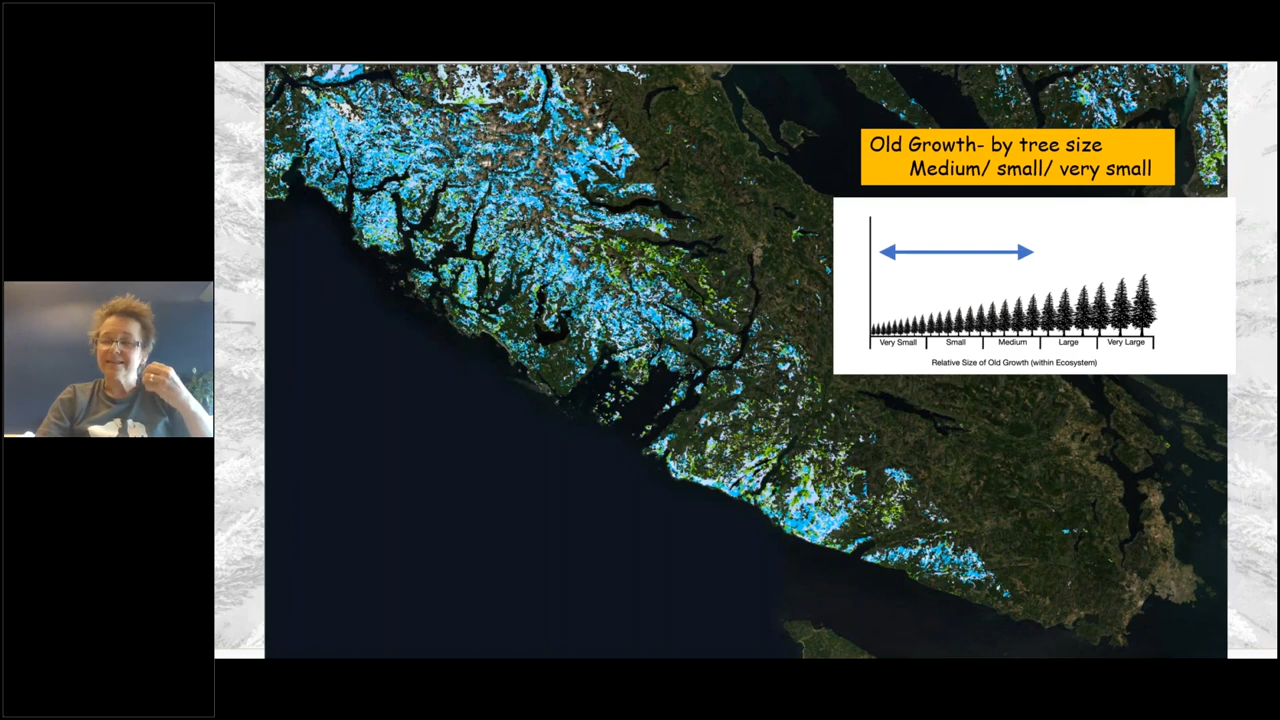 Old Growth- by tree size
Medium/ small/ very small
Very Small Small Medium Large Very Large
Relative Size of Old Growth (within Ecosystem)